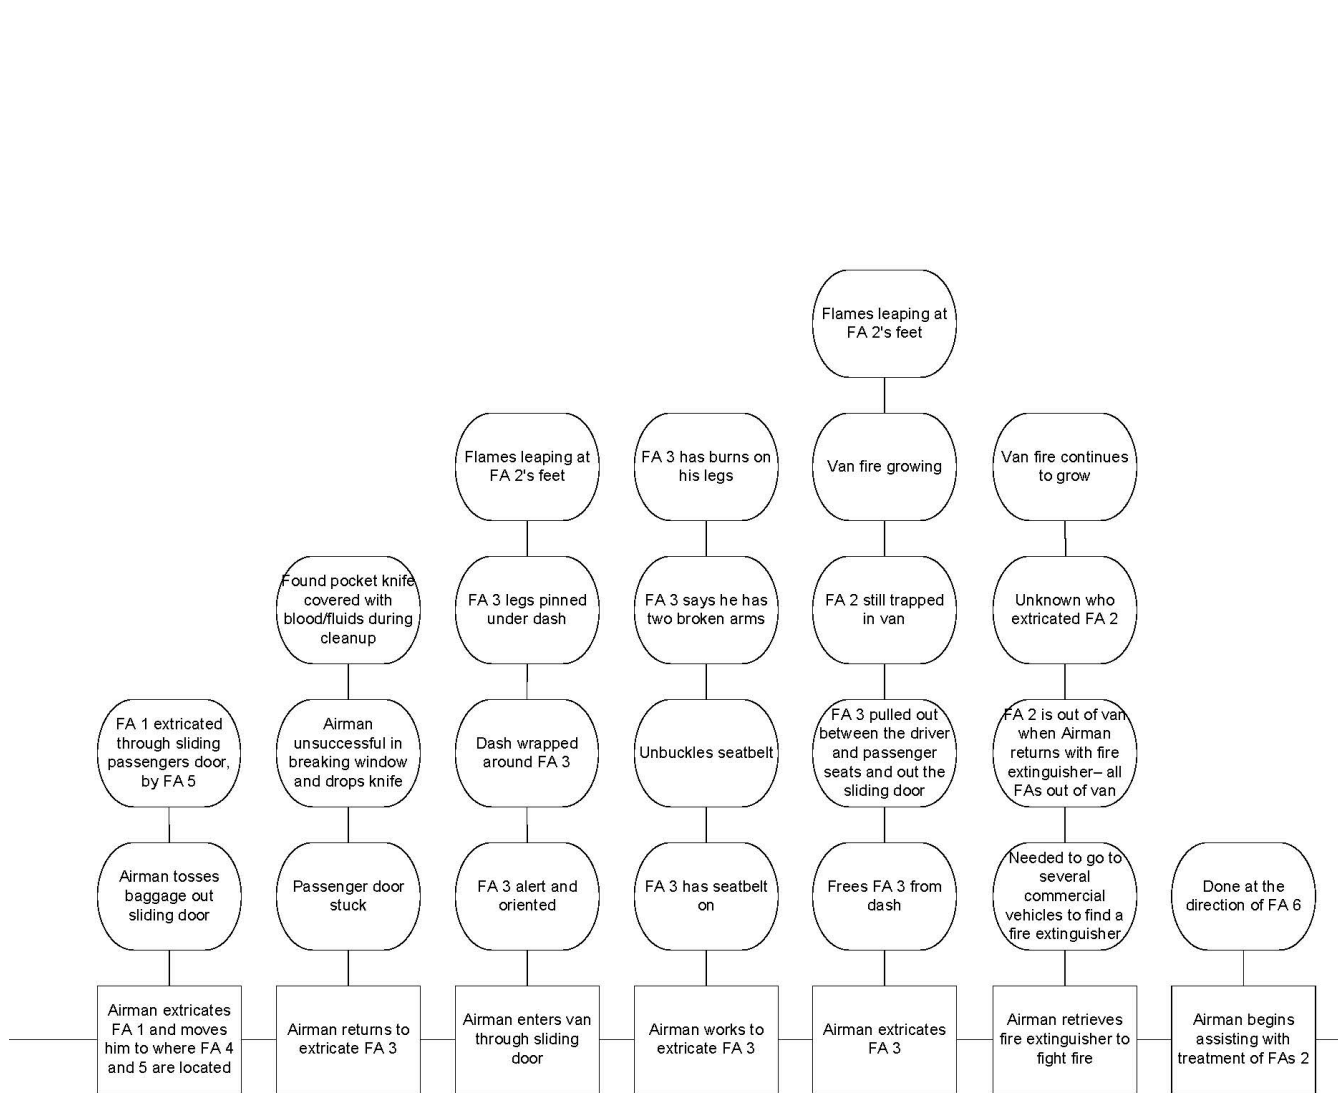 Flames leaping at
FA 2's feet
Flames leaping at
FA 2's feet
FA 3 has burns on
his legs
Van fire growing
Van fire continues
to grow
Found pocket knife
covered with
blood/fluids during
cleanup
FA 3 legs pinned
under dash
FA 3 says he has
two broken arms
FA 2 still trapped
in van
Unknown who
extricated FA 2
FA 1 extricated
through sliding
passengers door,
by FA 5
Airman
unsuccessful in
breaking window
and drops knife
Dash wrapped
around FA 3
Unbuckles seatbelt
FA 3 pulled out
between the driver
and passenger
seats and out the
sliding door
FA 2 is out of van
when Airman
returns with fire
extinguisher– all
FAs out of van
Airman tosses
baggage out
sliding door
Passenger door
stuck
FA 3 alert and
oriented
FA 3 has seatbelt
on
Frees FA 3 from
dash
Needed to go to
several
commercial
vehicles to find a
fire extinguisher
Done at the
direction of FA 6
Airman extricates
FA 1 and moves
him to where FA 4
and 5 are located
Airman returns to
extricate FA 3
Airman enters van
through sliding
door
Airman works to
extricate FA 3
Airman extricates
FA 3
Airman retrieves
fire extinguisher to
fight fire
Airman begins
assisting with
treatment of FAs 2